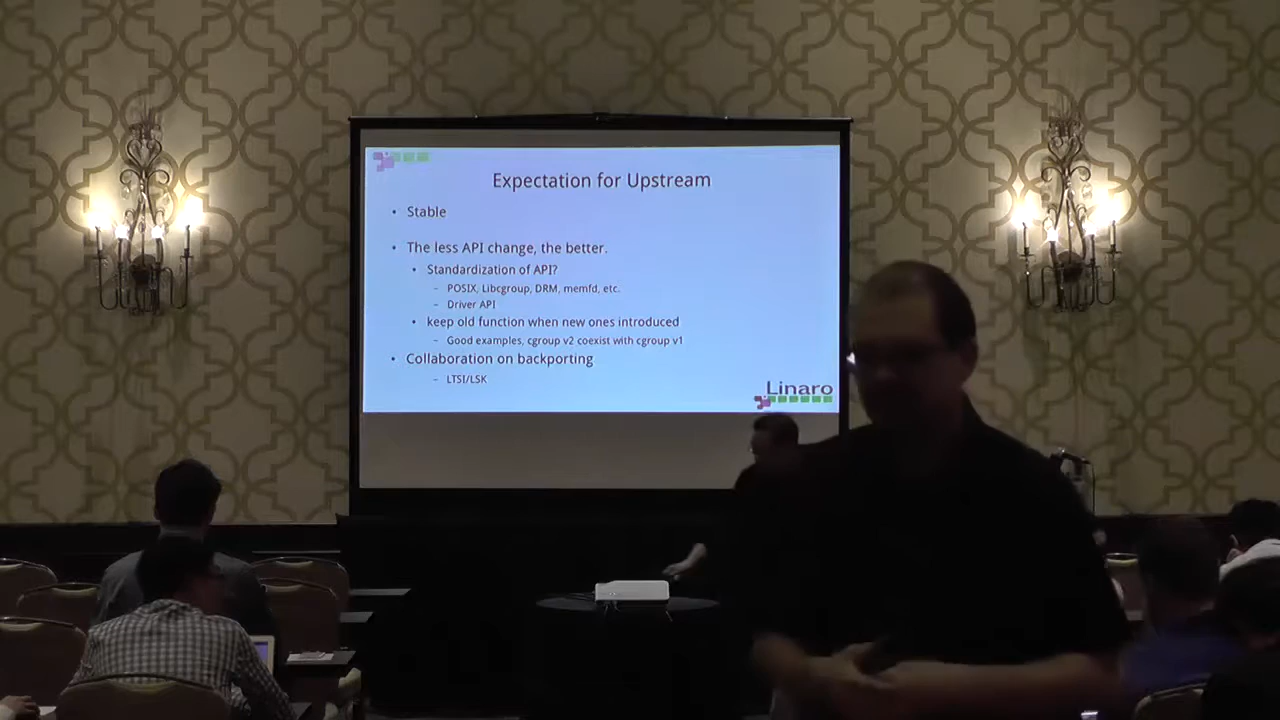 Expectation for Upstream
• Stable
• The less API change, the better.
• Standardization of API?
– POSIX, Libcgroup, DRM, memfd, etc.
– Driver API
• keep old function when new ones introduced
– Good examples, cgroup v2 coexist with cgroup v1
• Collaboration on backporting
– LTSI/LSK
Linaro